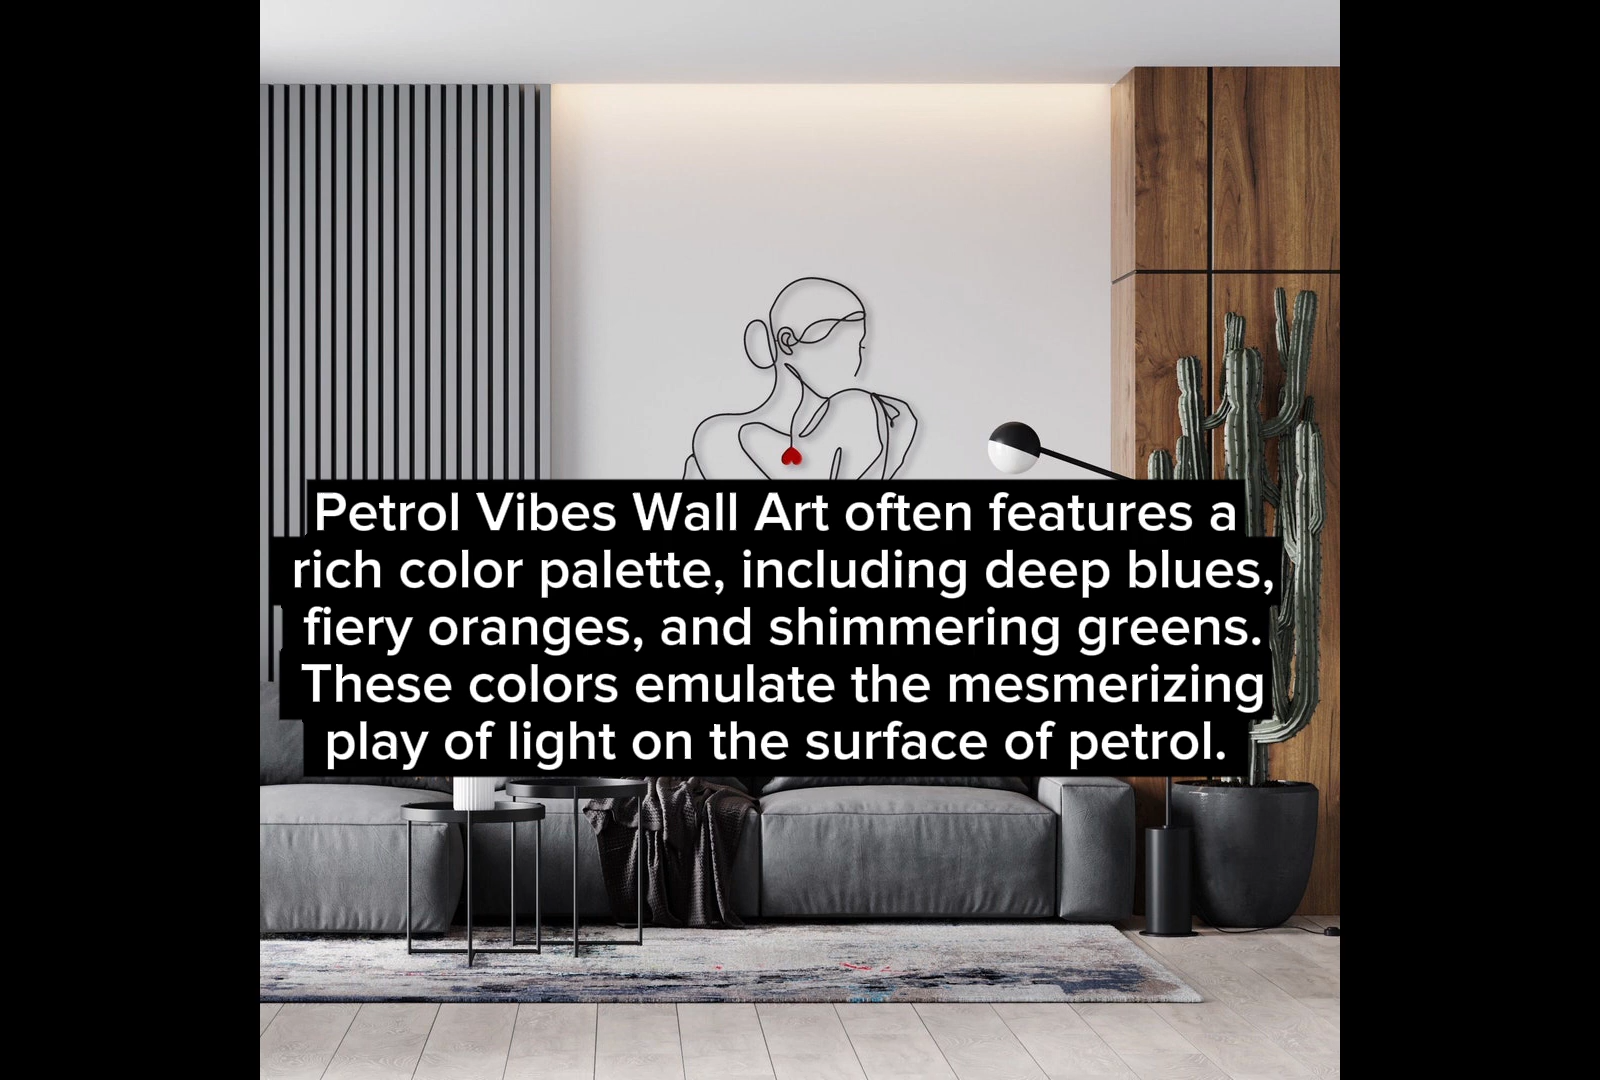 Petrol Vibes Wall Art often features a
rich color palette, including deep blues,
fiery oranges, and shimmering greens.
These colors emulate the mesmerizing
play of light on the surface of petrol.